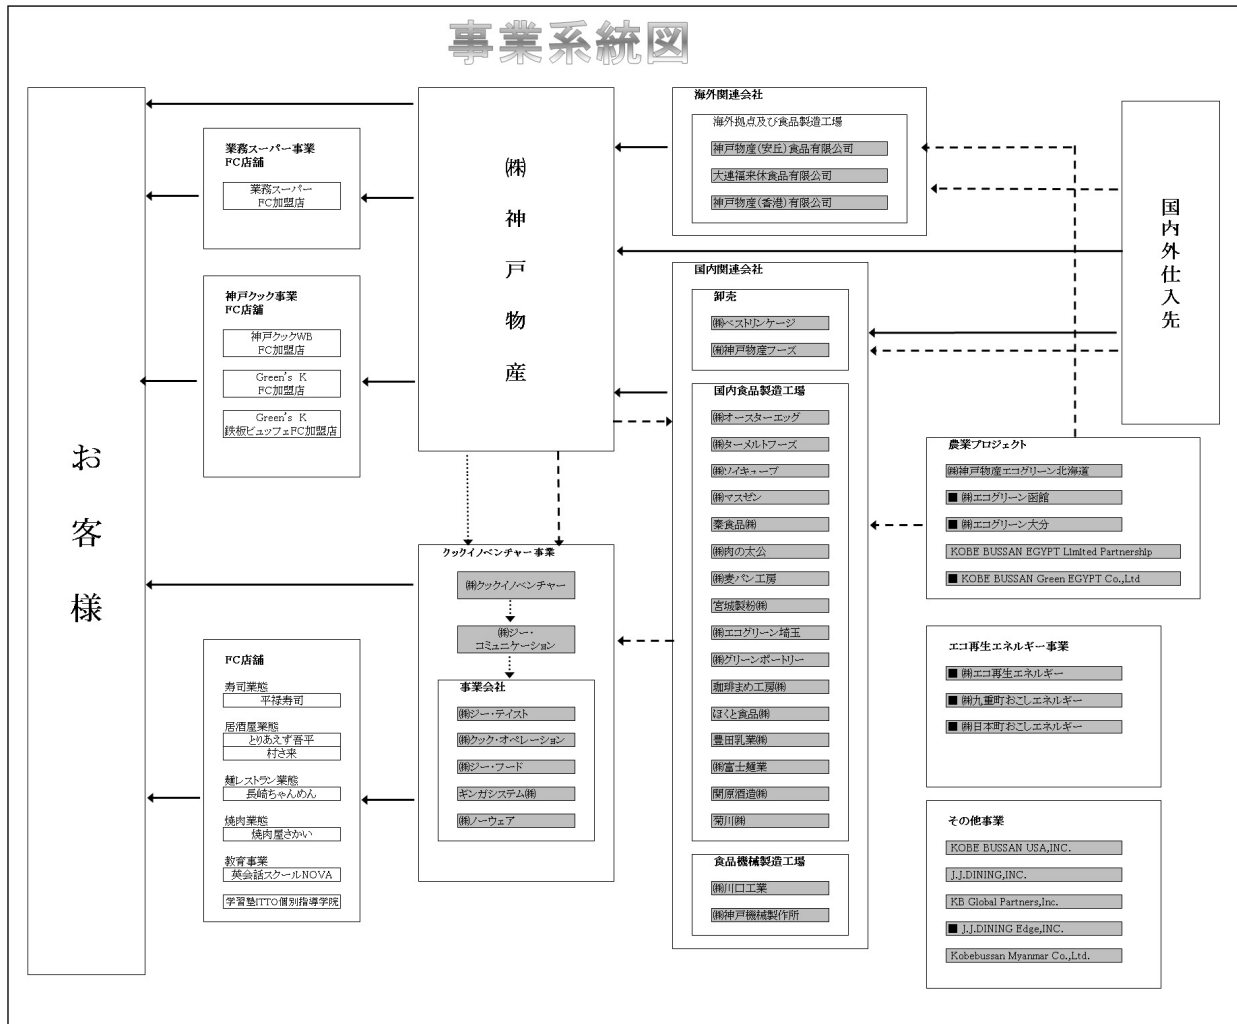 事業系統図
お客様
業務スーパー事業
FC店舗
業務スーパー
FC加盟店
神戸クック事業
FC店舗
神戸クックWB
FC加盟店
Green's K
FC加盟店
Green's K
鉄板ビュッフェFC加盟店
FC店舗
寿司業態
平禄寿司
居酒屋業態
とりあえず吾平
村さ来
麺レストラン業態
長崎ちゃんめん
焼肉業態
焼肉屋さかい
教育事業
英会話スクールNOVA
学習塾ITTO個別指導学院
㈱神戸物産
クックイノベンチャー事業
㈱クックイノベンチャー
㈱ジー・
コミュニケーション
事業会社
㈱ジー・テイスト
㈱クック・オペレーション
㈱ジー・フード
ギンガシステム㈱
㈱ノーウェア
海外関連会社
海外拠点及び食品製造工場
神戸物産(安丘)食品有限公司
大連福来休食品有限公司
神戸物産(香港)有限公司
国内関連会社
卸売
㈱ベストリンケージ
㈲神戸物産フーズ
国内食品製造工場
㈱オースターエッグ
㈱ターメルトフーズ
㈱ソイキューブ
㈱マスゼン
秦食品㈱
㈱肉の太公
㈱麦パン工房
宮城製粉㈱
㈱エコグリーン埼玉
㈱グリーンポートリー
珈琲まめ工房㈱
ほくと食品㈱
豊田乳業㈱
㈱富士麺業
関原酒造㈱
菊川㈱
食品機械製造工場
㈱川口工業
㈱神戸機械製作所
国内外仕入先
農業プロジェクト
㈱神戸物産エコグリーン北海道
■ ㈱エコグリーン函館
■ ㈱エコグリーン大分
KOBE BUSSAN EGYPT Limited Partnership
■ KOBE BUSSAN Green EGYPT Co.,Ltd
エコ再生エネルギー事業
■ ㈱エコ再生エネルギー
■ ㈱九重町おこしエネルギー
■ ㈱日本町おこしエネルギー
その他事業
KOBE BUSSAN USA,INC.
J.J.DINING,INC.
KB Global Partners,Inc.
■ J.J.DINING Edge,INC.
Kobebussan Myanmar Co.,Ltd.